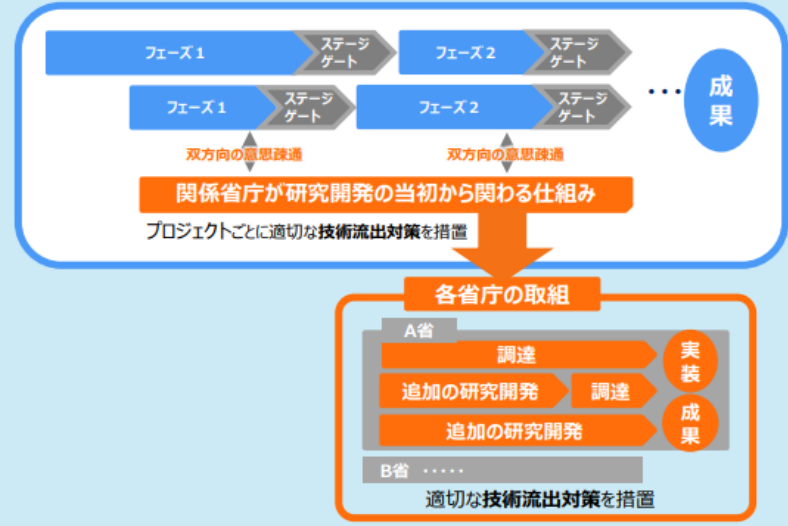 フェーズ1
ステージ
ゲート
フェーズ2
ステージ
ゲート
フェーズ1
ステージ
ゲート
フェーズ2
ステージ
ゲート
・・・
成
果
双方向の意思疎通
双方向の意思疎通
関係省庁が研究開発の当初から関わる仕組み
プロジェクトごとに適切な技術流出対策を措置
各省庁の取組
A省
調達
実
装
追加の研究開発
調達
追加の研究開発
成
果
B省 ・・・・・
適切な技術流出対策を措置